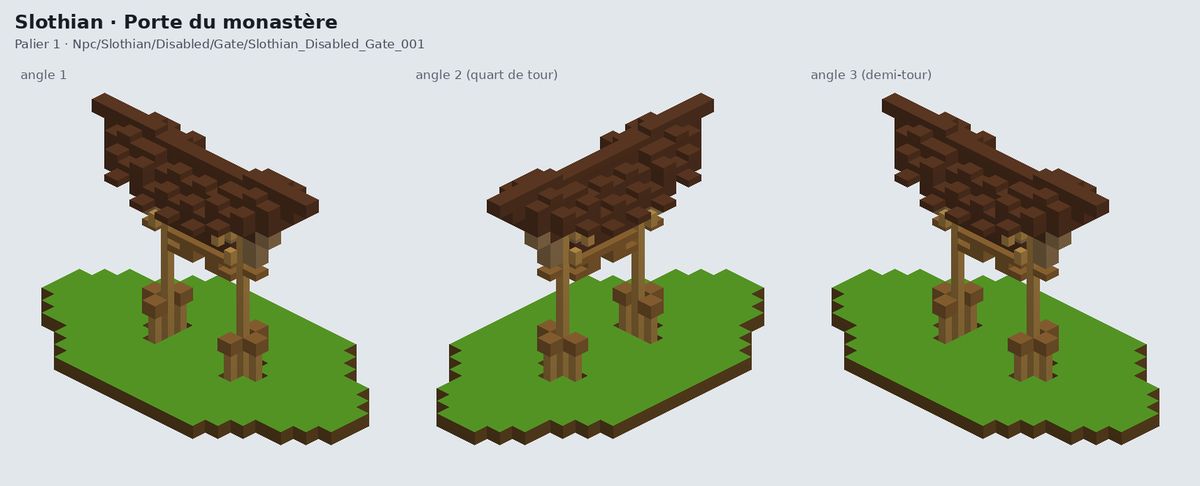 Slothian · Porte du monastère
Palier 1 · Npc/Slothian/Disabled/Gate/Slothian_Disabled_Gate_001
angle 1
angle 2 (quart de tour)
angle 3 (demi-tour)